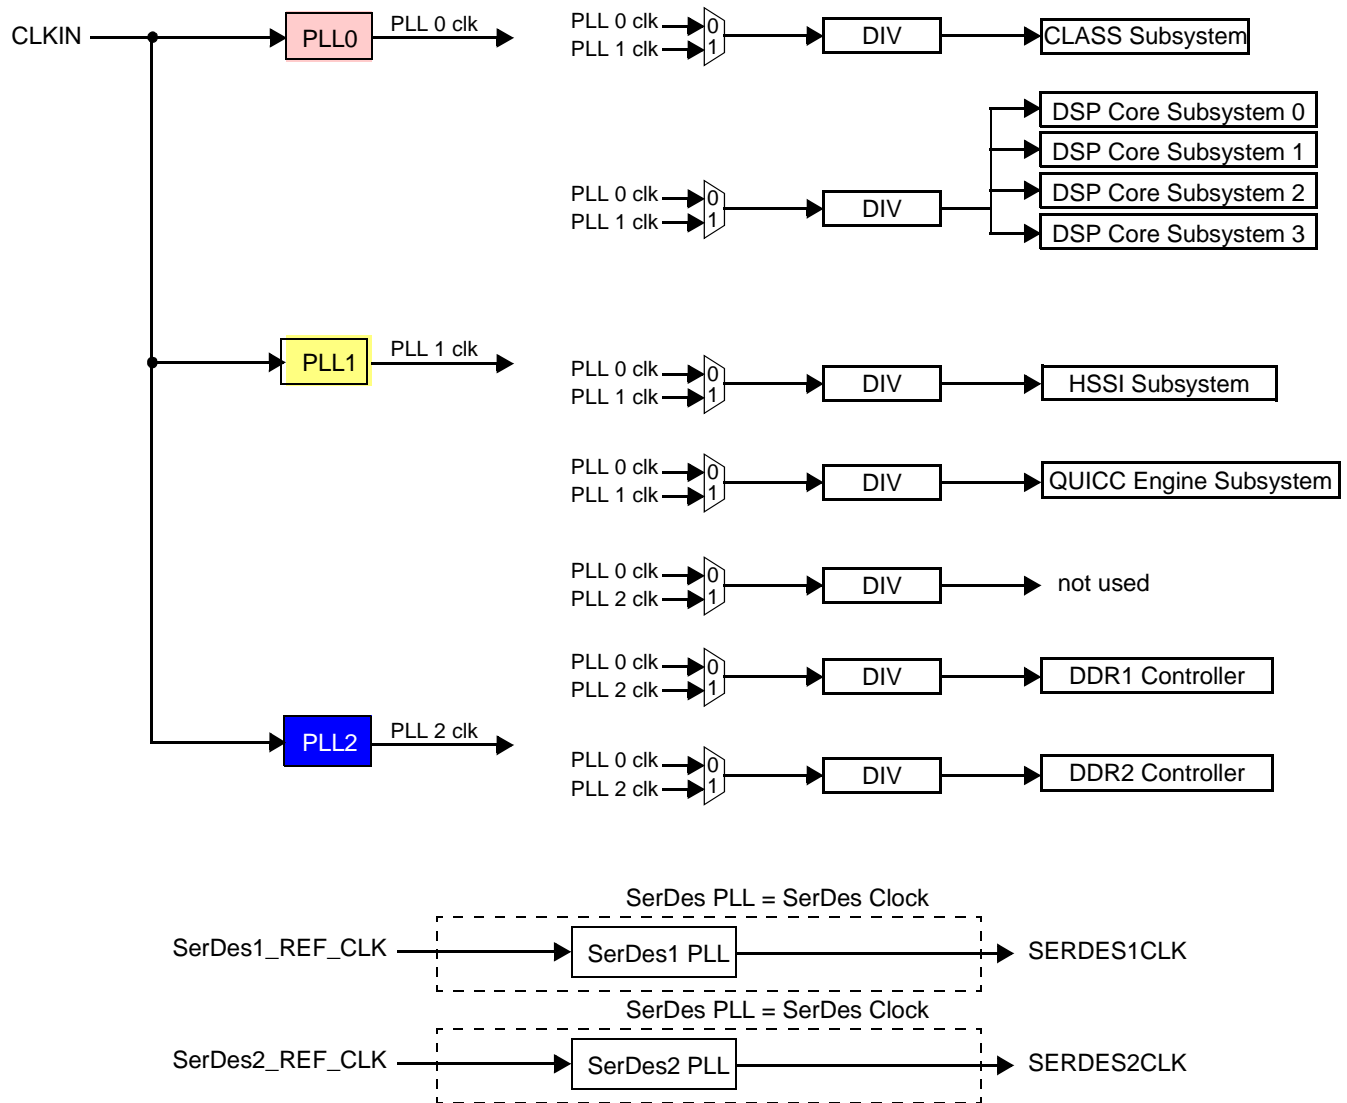 CLKIN
PLL0
PLL 0 clk
PLL 0 clk
PLL 1 clk
0
1
DIV
CLASS Subsystem
PLL 0 clk
PLL 1 clk
0
1
DIV
DSP Core Subsystem 0
DSP Core Subsystem 1
DSP Core Subsystem 2
DSP Core Subsystem 3
PLL1
PLL 1 clk
PLL 0 clk
PLL 1 clk
0
1
DIV
HSSI Subsystem
PLL 0 clk
PLL 1 clk
0
1
DIV
QUICC Engine Subsystem
PLL 0 clk
PLL 2 clk
0
1
DIV
not used
PLL 0 clk
PLL 2 clk
0
1
DIV
DDR1 Controller
PLL2
PLL 2 clk
PLL 0 clk
PLL 2 clk
0
1
DIV
DDR2 Controller
SerDes PLL = SerDes Clock
SerDes1_REF_CLK
SerDes1 PLL
SERDES1CLK
SerDes PLL = SerDes Clock
SerDes2_REF_CLK
SerDes2 PLL
SERDES2CLK